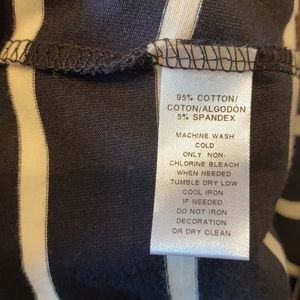 95% COTTON/
COTON/ALGODÓN
5% SPANDEX
MACHINE WASH
COLD
ONLY NON-
CHLORINE BLEACH
WHEN NEEDED
TUMBLE DRY LOW
COOL IRON
IF NEEDED
DO NOT IRON
DECORATION
OR DRY CLEAN